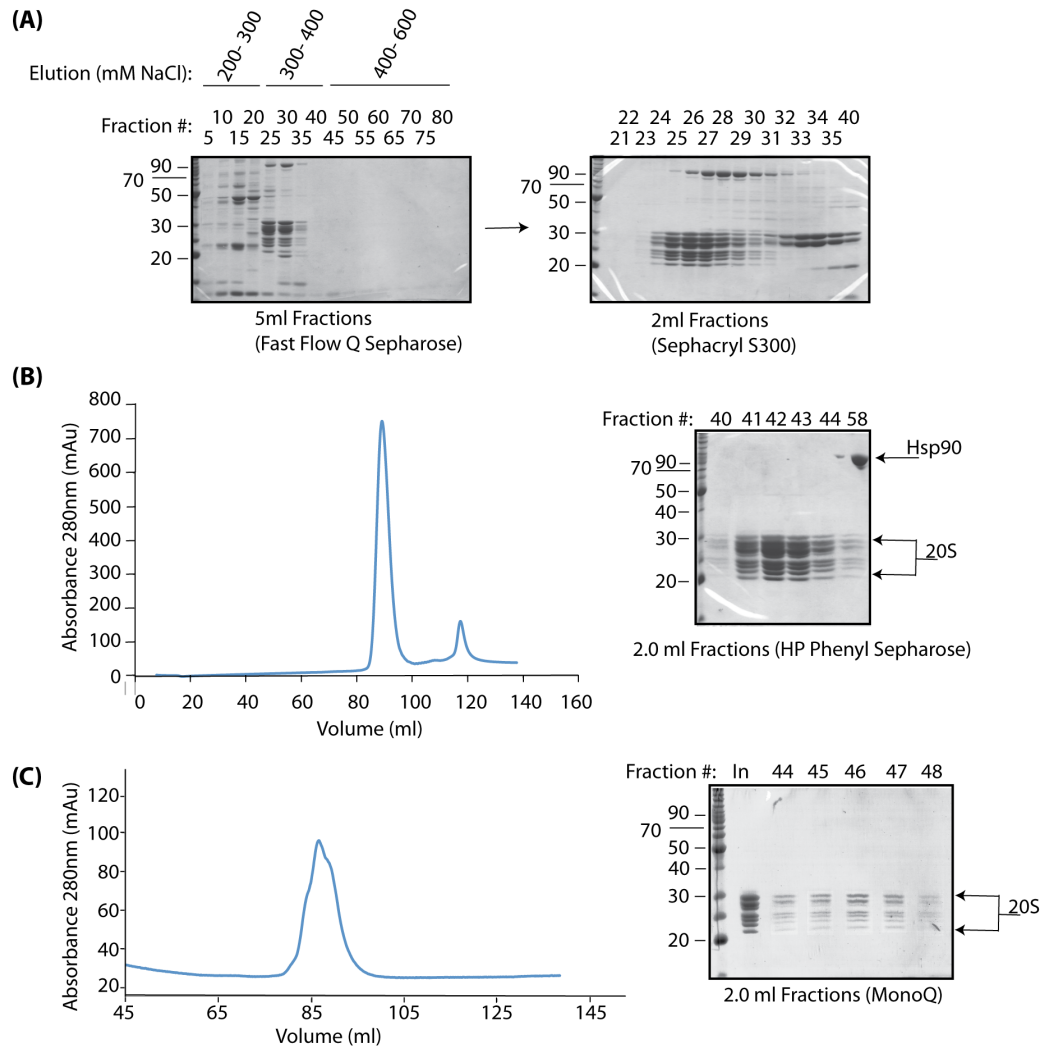 (A)
Elution (mM NaCl):
200- 300
300- 400
400- 600
Fraction #:
10 20 30 40 50 60 70 80
5 15 25 35 45 55 65 75
90
70
50
30
20
5ml Fractions
(Fast Flow Q Sepharose)
22 24 26 28 30 32 34 40
21 23 25 27 29 31 33 35
90
70
50
30
20
2ml Fractions
(Sephacryl S300)
(B)
Absorbance 280nm (mAu)
800
700
600
500
400
300
200
100
0
0 20 40 60 80 100 120 140 160
Volume (ml)
Fraction #: 40 41 42 43 44 58
Hsp90
70 90
50
40
30
20S
20
2.0 ml Fractions (HP Phenyl Sepharose)
(C)
Absorbance 280nm (mAu)
120
100
80
60
40
20
45 65 85 105 125 145
Volume (ml)
Fraction #: In 44 45 46 47 48
90
70
50
40
30
20S
20
2.0 ml Fractions (MonoQ)